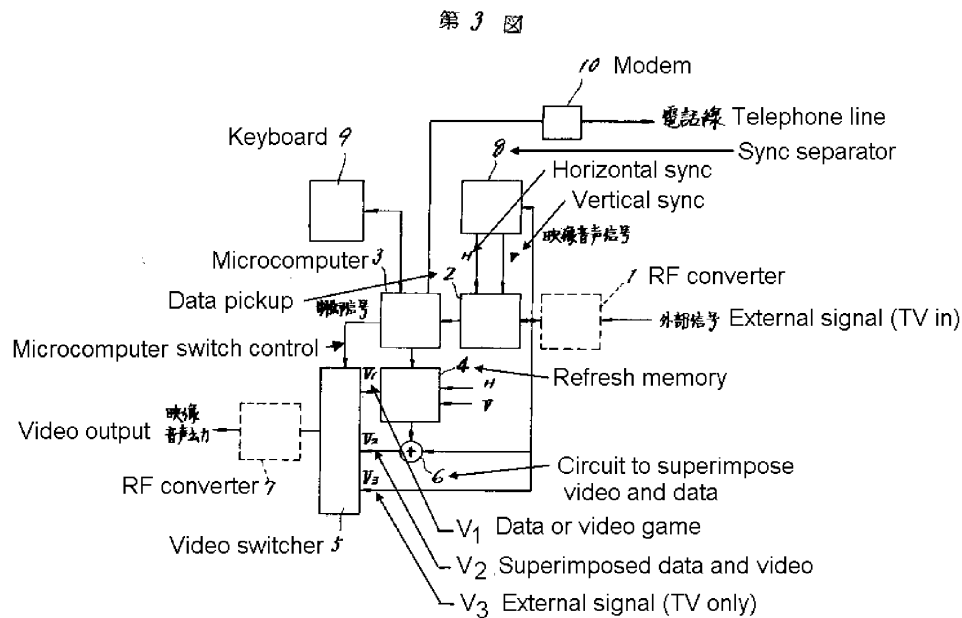 第 3 図
10 Modem
電話線 Telephone line
Keyboard 9
8
Sync separator
Horizontal sync
Vertical sync
H
V
映像音声信号
Microcomputer 3
2
1 RF converter
Data pickup
制御信号
外部信号 External signal (TV in)
Microcomputer switch control
V1
4 Refresh memory
H
V
映像
音声出力
Video output
V2
6
Circuit to superimpose
video and data
V3
RF converter 7
Video switcher 5
V1 Data or video game
V2 Superimposed data and video
V3 External signal (TV only)